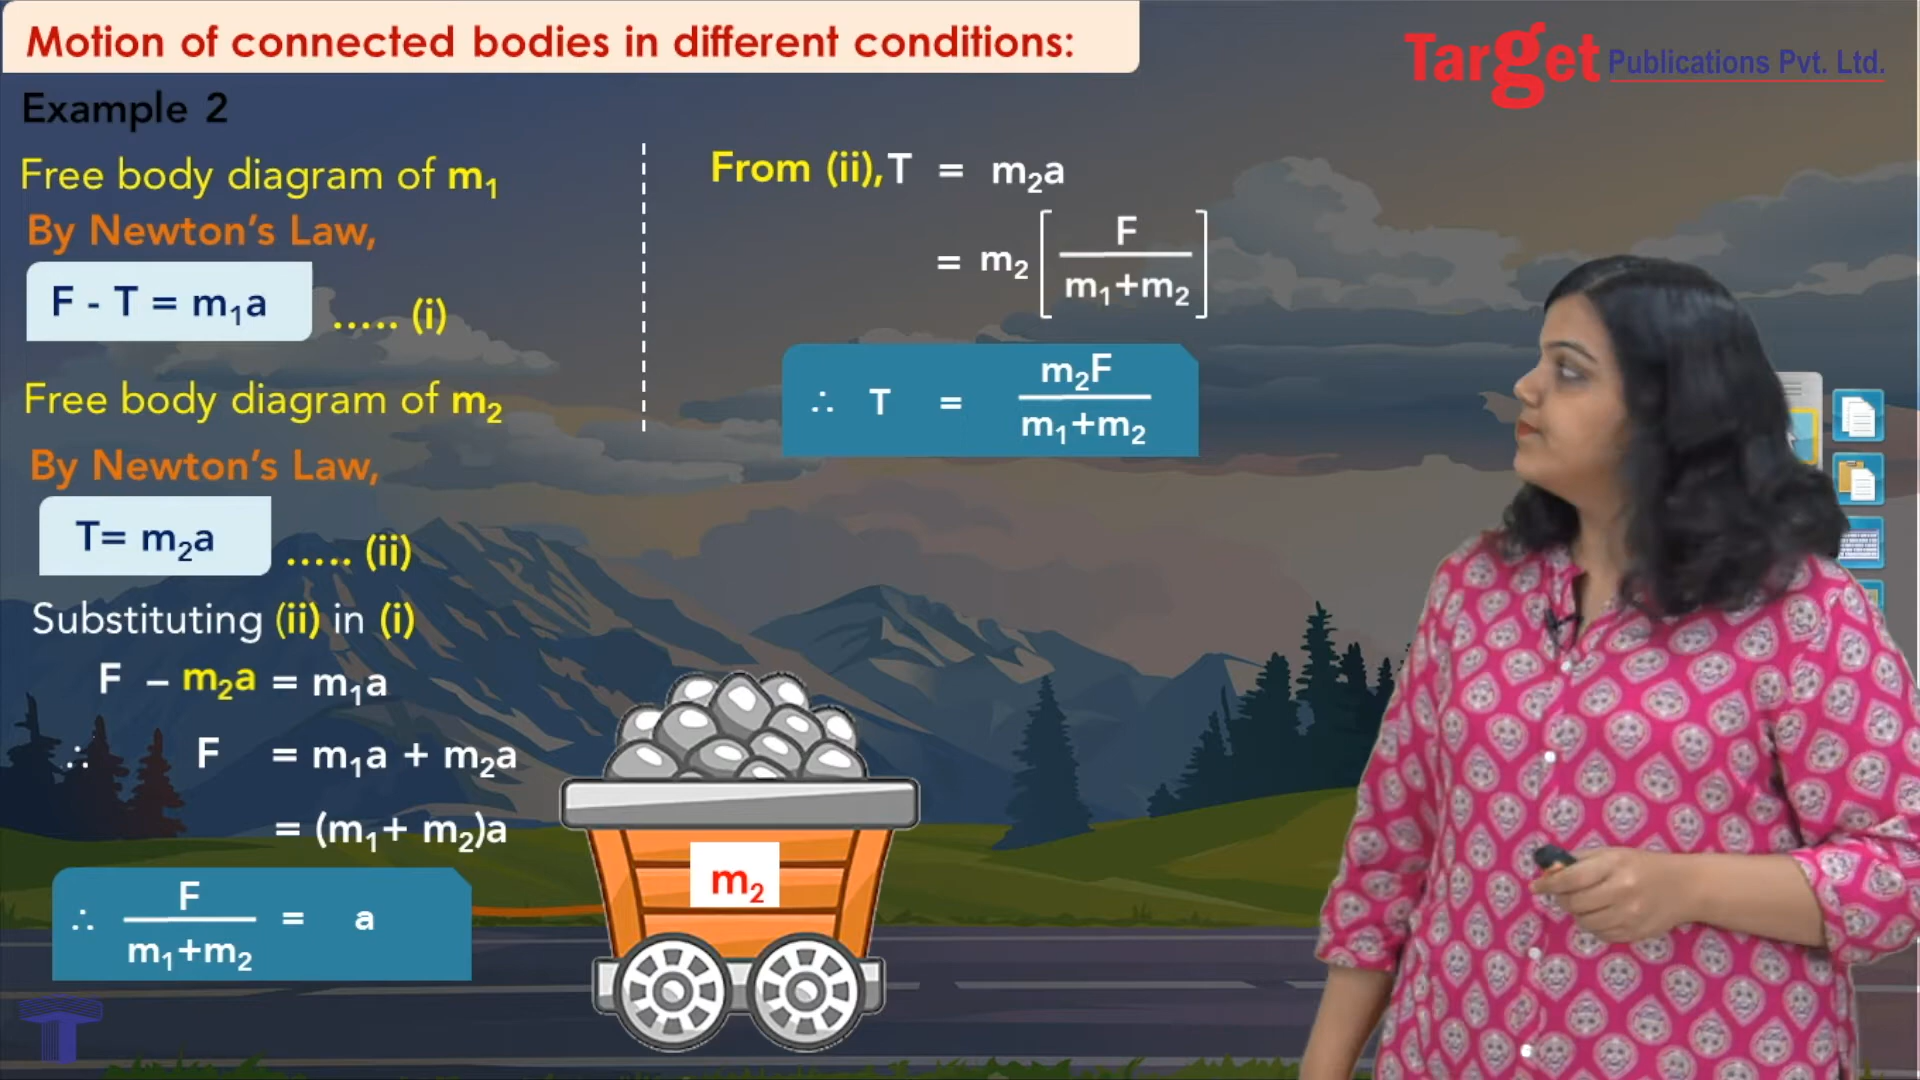 Motion of connected bodies in different conditions:
Target Publications Pvt. Ltd.
Example 2
Free body diagram of m₁
By Newton's Law,
F - T = m₁a ..... (i)
Free body diagram of m₂
By Newton's Law,
T= m₂a ..... (ii)
Substituting (ii) in (i)
F – m₂a = m₁a
∴ F = m₁a + m₂a
= (m₁+ m₂)a
∴ F / m₁+m₂ = a
From (ii), T = m₂a
= m₂ [ F / m₁+m₂ ]
∴ T = m₂F / m₁+m₂
m₂
T